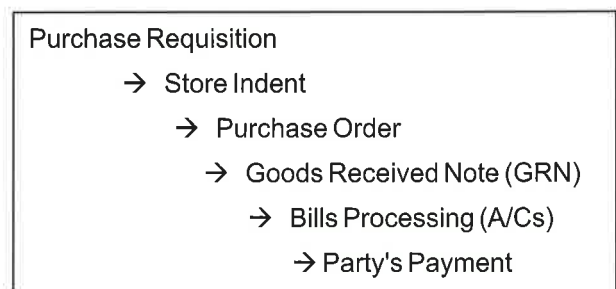 Purchase Requisition
→ Store Indent
→ Purchase Order
→ Goods Received Note (GRN)
→ Bills Processing (A/Cs)
→ Party's Payment